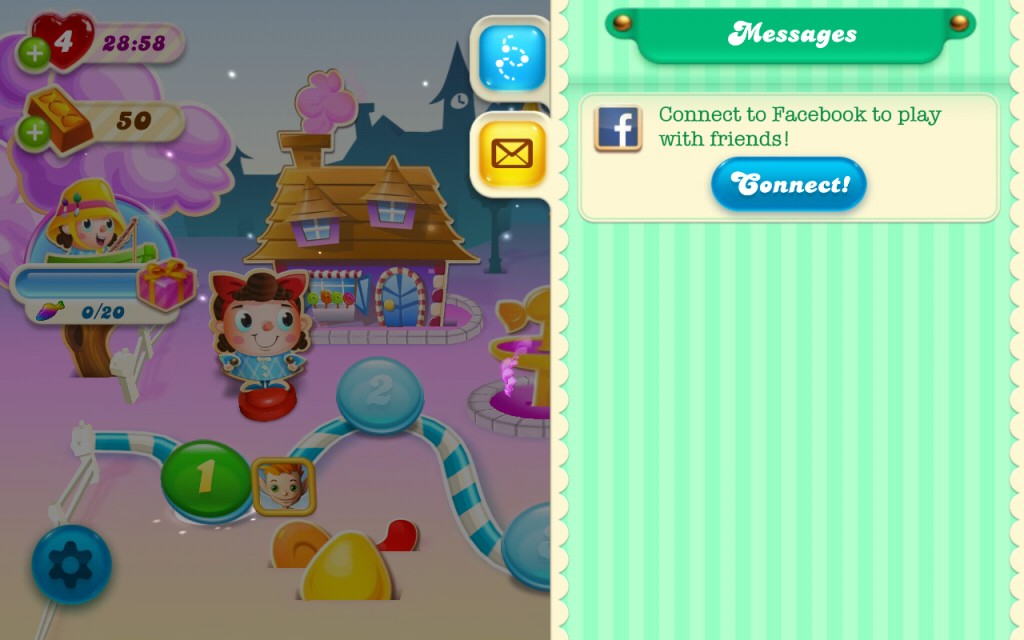 4
28:58
50
0/20
1
2
Messages
f
Connect to Facebook to play
with friends!
Connect!